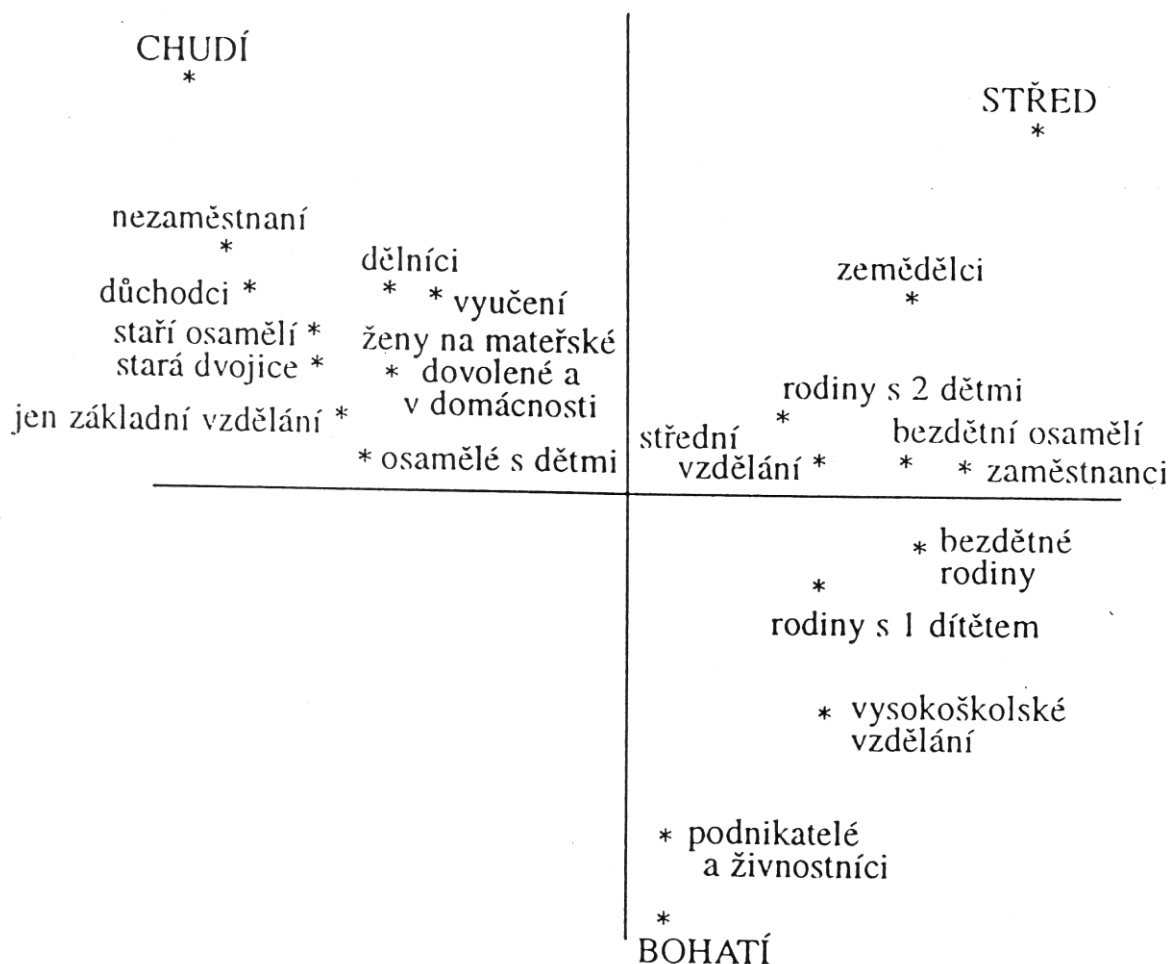 CHUDÍ
*
STŘED
*
nezaměstnaní
*
dělníci
* * vyučení
zemědělci
*
důchodci *
staří osamělí *
stará dvojice *
ženy na mateřské
* dovolené a
v domácnosti
jen základní vzdělání *
* osamělé s dětmi
rodiny s 2 dětmi
*
střední
vzdělání *
bezdětní osamělí
*
* zaměstnanci
* bezdětné
rodiny
*
rodiny s 1 dítětem
* vysokoškolské
vzdělání
* podnikatelé
a živnostníci
*
BOHATÍ